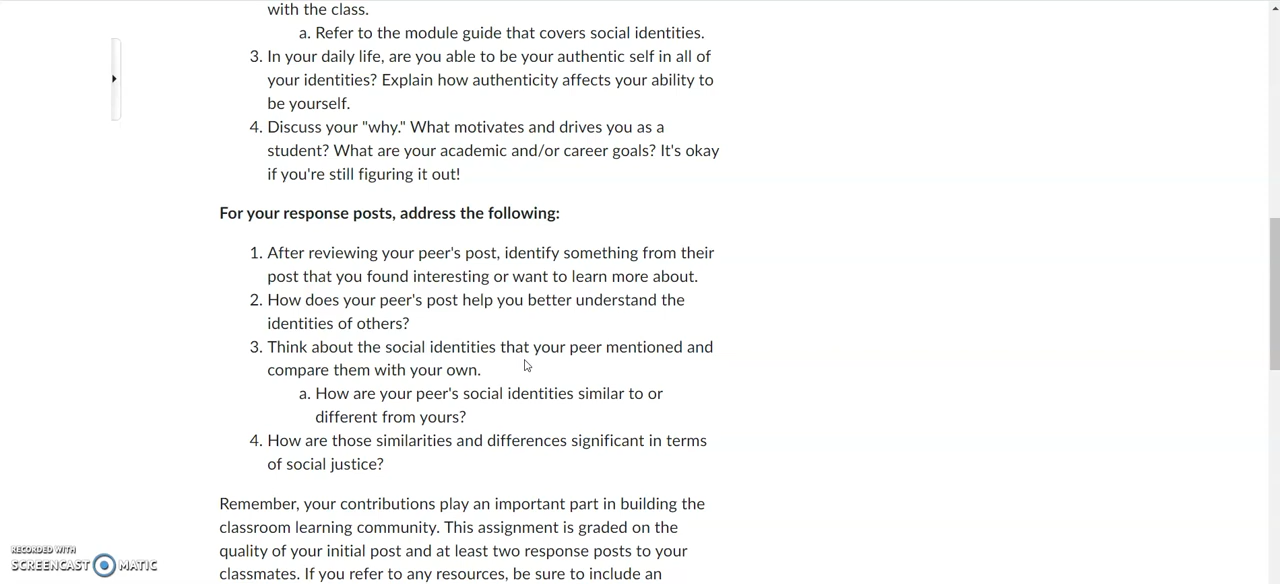 with the class.
a. Refer to the module guide that covers social identities.
3. In your daily life, are you able to be your authentic self in all of
your identities? Explain how authenticity affects your ability to
be yourself.
4. Discuss your "why." What motivates and drives you as a
student? What are your academic and/or career goals? It's okay
if you're still figuring it out!
For your response posts, address the following:
1. After reviewing your peer's post, identify something from their
post that you found interesting or want to learn more about.
2. How does your peer's post help you better understand the
identities of others?
3. Think about the social identities that your peer mentioned and
compare them with your own.
a. How are your peer's social identities similar to or
different from yours?
4. How are those similarities and differences significant in terms
of social justice?
Remember, your contributions play an important part in building the
classroom learning community. This assignment is graded on the
quality of your initial post and at least two response posts to your
classmates. If you refer to any resources, be sure to include an
RECORDED WITH
SCREENCAST MATIC